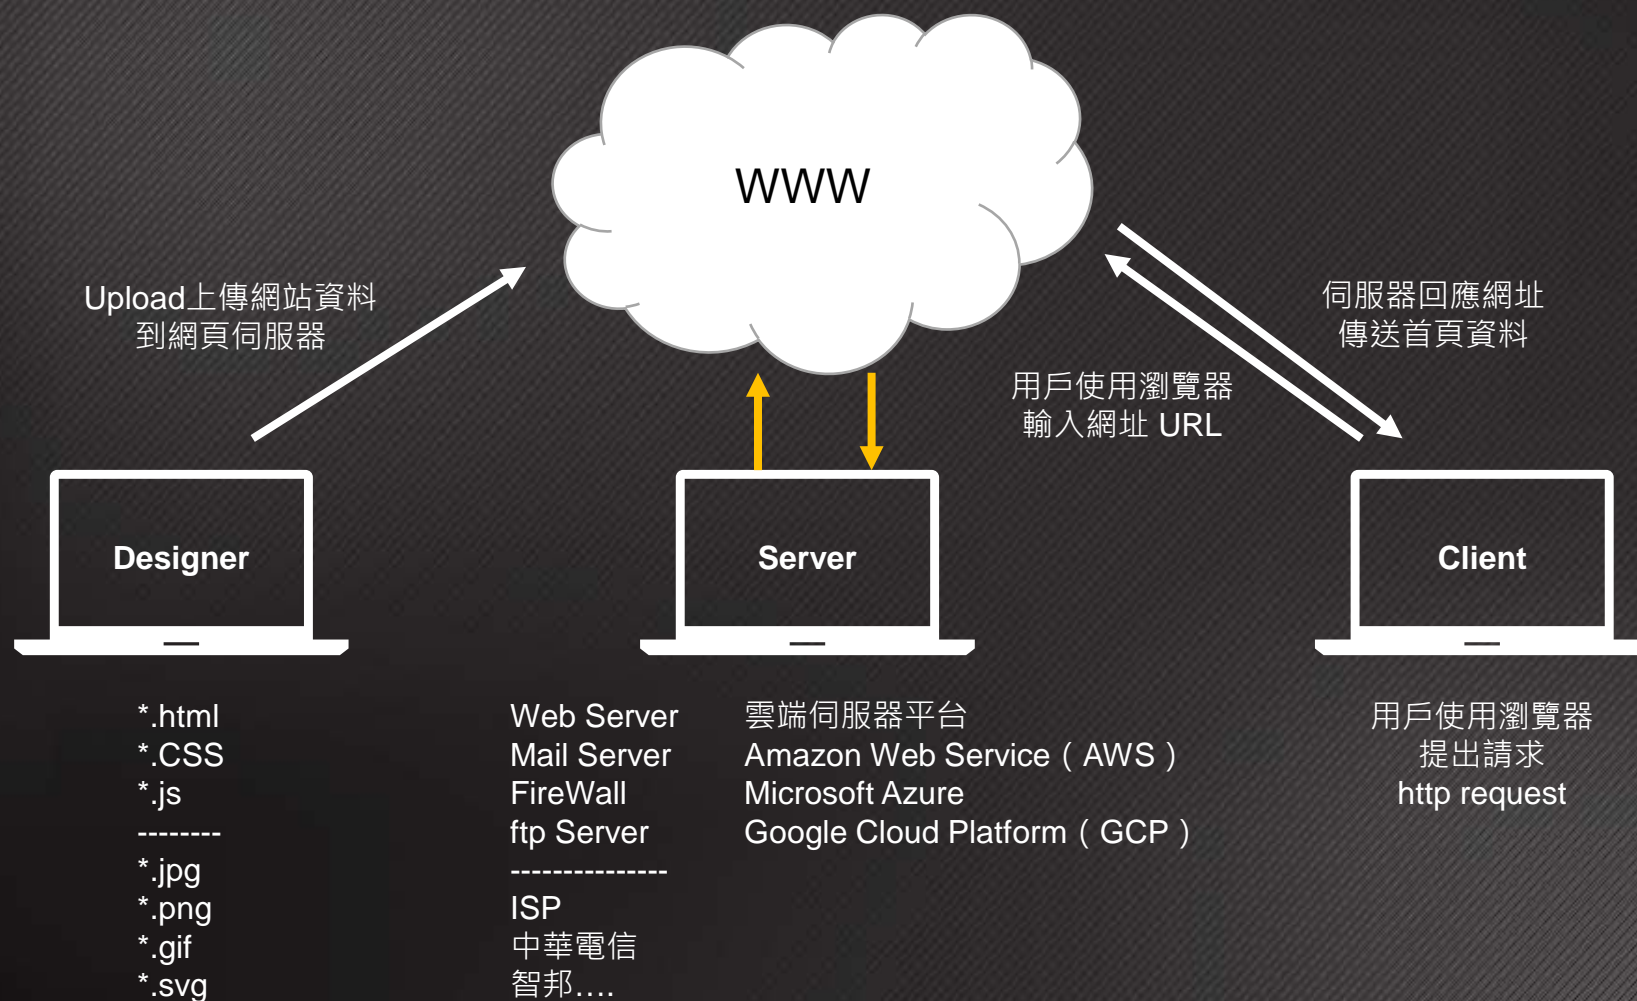 WWW
Upload上傳網站資料
到網頁伺服器
伺服器回應網址
傳送首頁資料
用戶使用瀏覽器
輸入網址 URL
Designer
Server
Client
*.html
*.CSS
*.js
--------
*.jpg
*.png
*.gif
*.svg
Web Server
Mail Server
FireWall
ftp Server
---------------
ISP
中華電信
智邦....
雲端伺服器平台
Amazon Web Service（AWS）
Microsoft Azure
Google Cloud Platform（GCP）
用戶使用瀏覽器
提出請求
http request